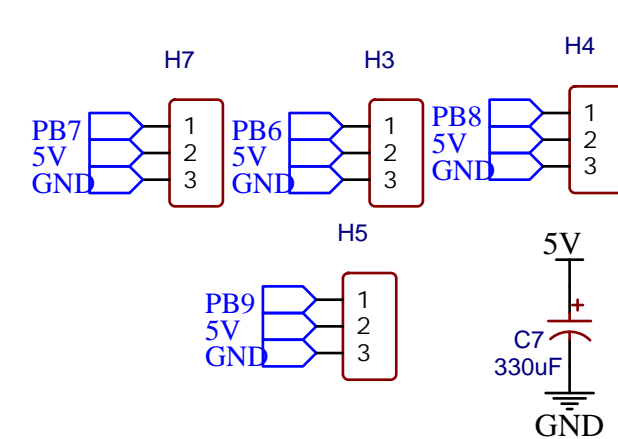 H7
PB7
5V
GND
1
2
3
H3
PB6
5V
GND
1
2
3
H4
PB8
5V
GND
1
2
3
H5
PB9
5V
GND
1
2
3
5V
+
C7
330uF
GND